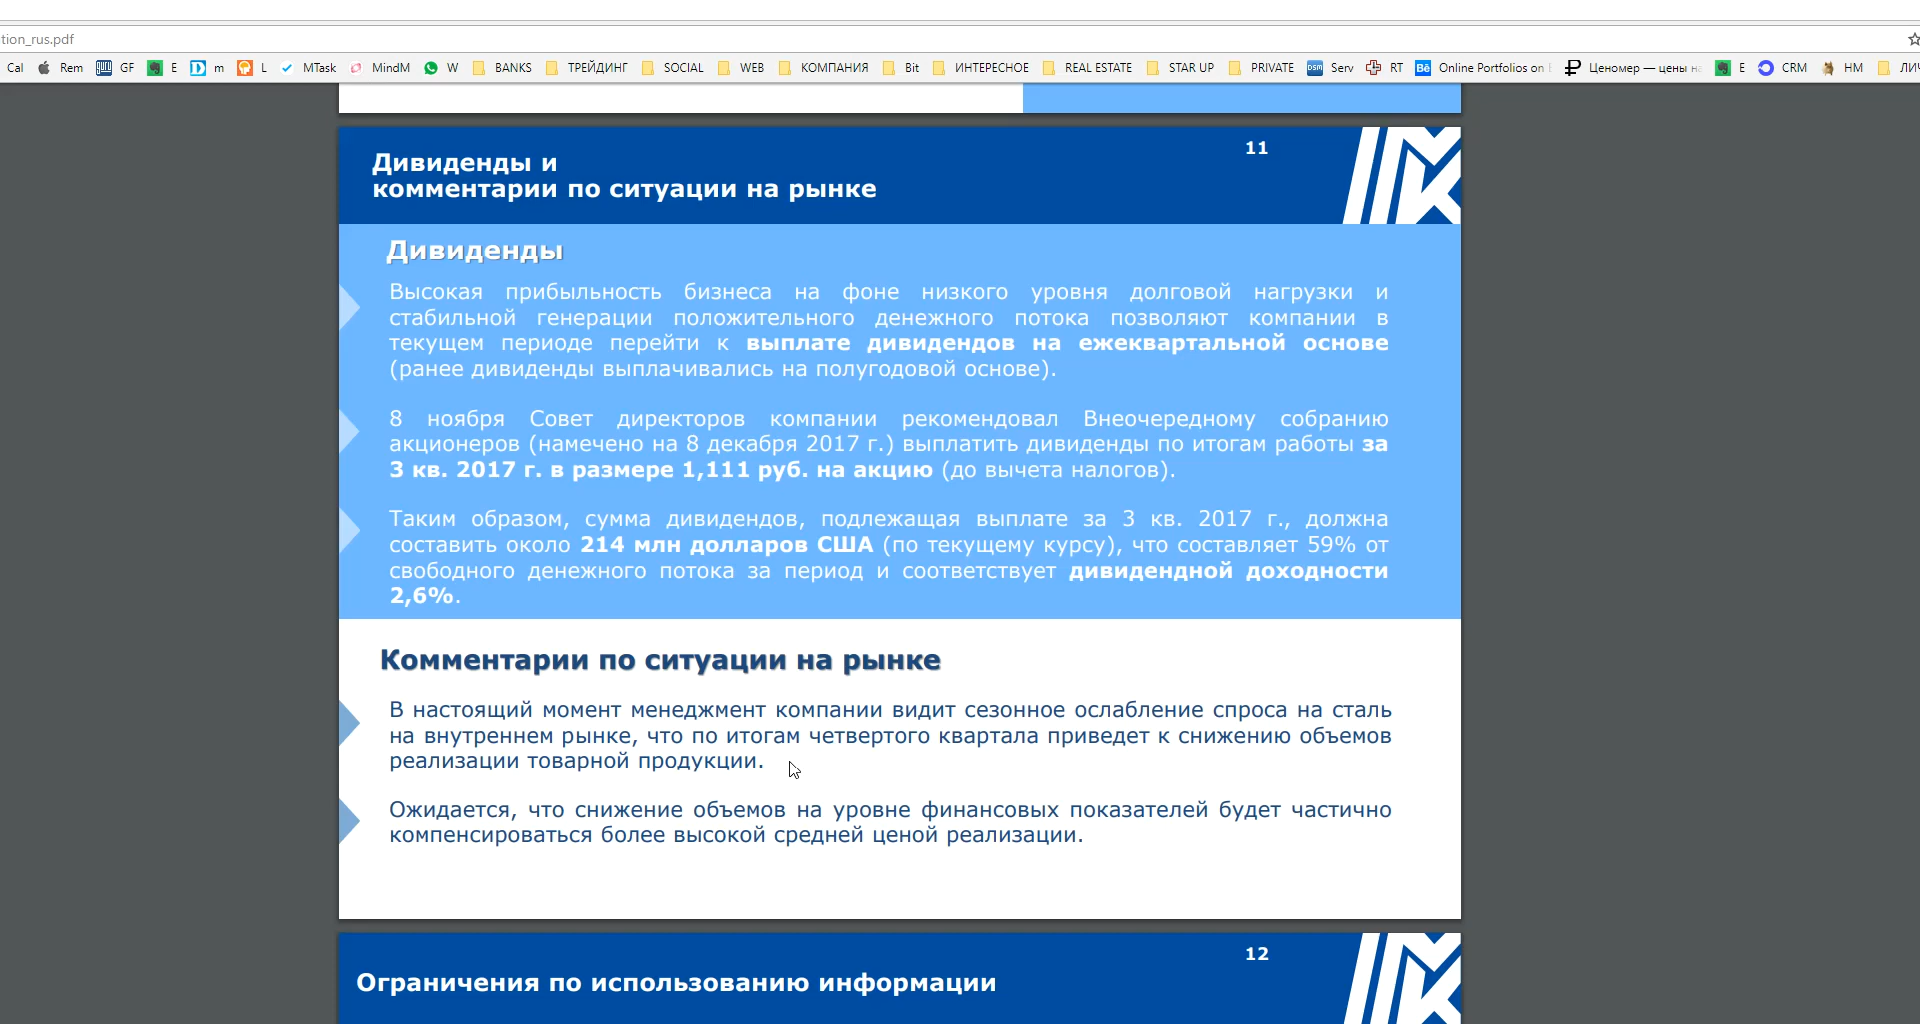 tion_rus.pdf
Cal Rem GF E m L MTask MindM W BANKS ТРЕЙДИНГ SOCIAL WEB КОМПАНИЯ Bit ИНТЕРЕСНОЕ REAL ESTATE STAR UP PRIVATE DSM Serv RT Bē Online Portfolios on Ценомер — цены на E CRM HM ЛИЧ
11
Дивиденды и
комментарии по ситуации на рынке
Дивиденды
Высокая прибыльность бизнеса на фоне низкого уровня долговой нагрузки и
стабильной генерации положительного денежного потока позволяют компании в
текущем периоде перейти к выплате дивидендов на ежеквартальной основе
(ранее дивиденды выплачивались на полугодовой основе).
8 ноября Совет директоров компании рекомендовал Внеочередному собранию
акционеров (намечено на 8 декабря 2017 г.) выплатить дивиденды по итогам работы за
3 кв. 2017 г. в размере 1,111 руб. на акцию (до вычета налогов).
Таким образом, сумма дивидендов, подлежащая выплате за 3 кв. 2017 г., должна
составить около 214 млн долларов США (по текущему курсу), что составляет 59% от
свободного денежного потока за период и соответствует дивидендной доходности
2,6%.
Комментарии по ситуации на рынке
В настоящий момент менеджмент компании видит сезонное ослабление спроса на сталь
на внутреннем рынке, что по итогам четвертого квартала приведет к снижению объемов
реализации товарной продукции.
Ожидается, что снижение объемов на уровне финансовых показателей будет частично
компенсироваться более высокой средней ценой реализации.
12
Ограничения по использованию информации